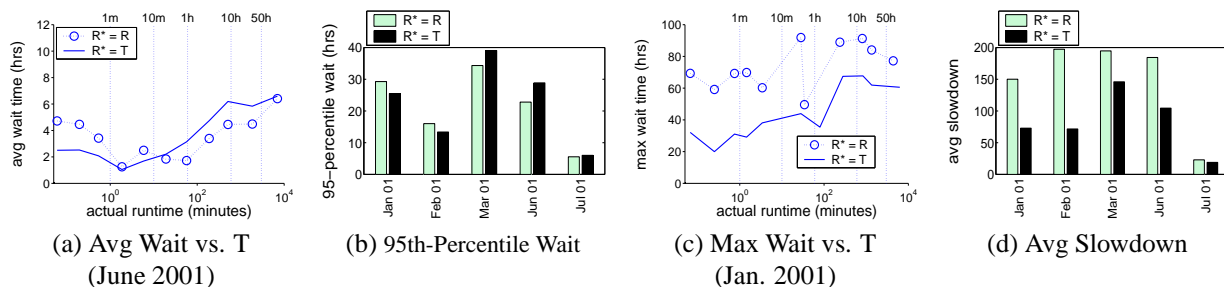 1m 10m 1h 10h 50h
R* = R
R* = T
12
10
8
6
4
2
0
avg wait time (hrs)
10^0 10^2 10^4
actual runtime (minutes)
(a) Avg Wait vs. T
(June 2001)
R* = R
R* = T
40
30
20
10
0
95−percentile wait (hrs)
Jan 01
Feb 01
Mar 01
Jun 01
Jul 01
(b) 95th-Percentile Wait
1m 10m 1h 10h 50h
100
80
60
40
20
0
max wait time (hrs)
R* = R
R* = T
10^0 10^2 10^4
actual runtime (minutes)
(c) Max Wait vs. T
(Jan. 2001)
R* = R
R* = T
200
150
100
50
0
avg slowdown
Jan 01
Feb 01
Mar 01
Jun 01
Jul 01
(d) Avg Slowdown